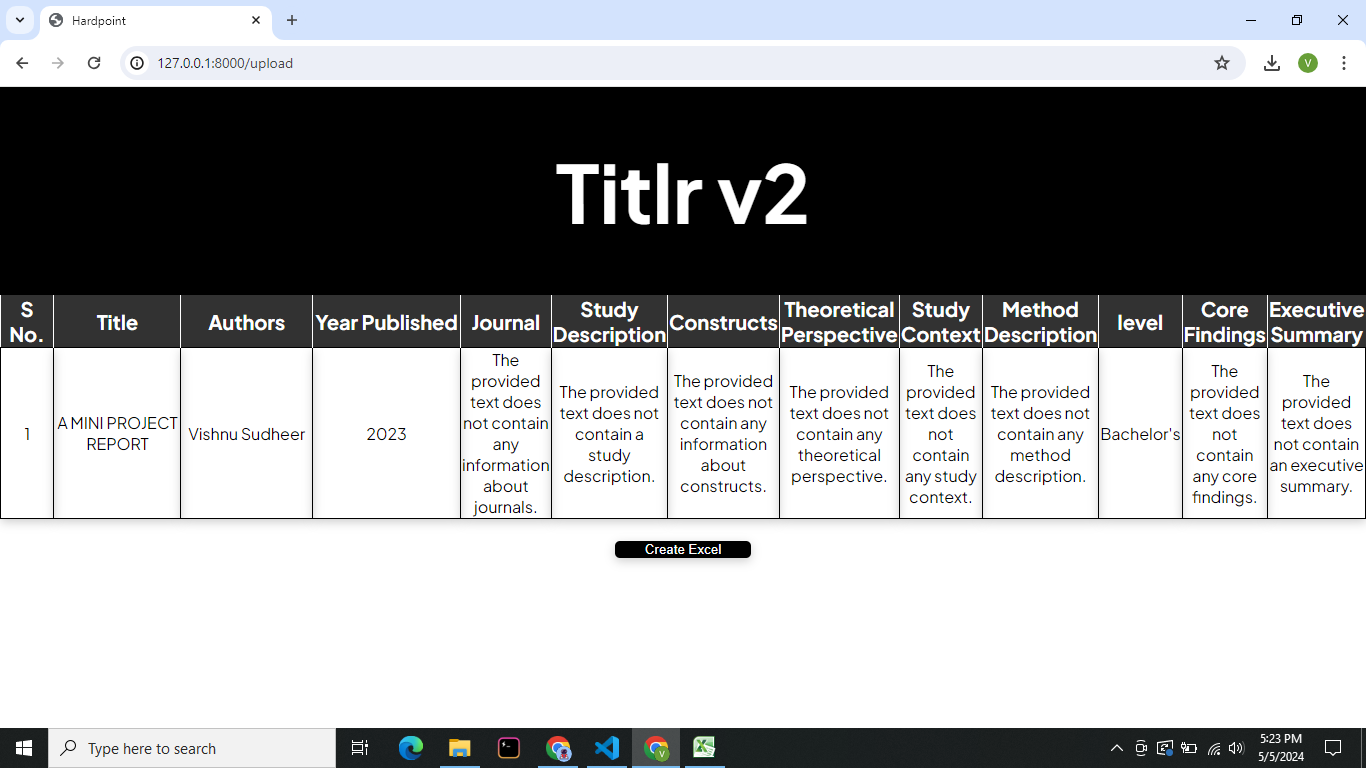 Hardpoint
127.0.0.1:8000/upload
V
Titlr v2
S
No.
Title
Authors
Year Published
Journal
Study
Description
Constructs
Theoretical
Perspective
Study
Context
Method
Description
level
Core
Findings
Executive
Summary
1
A MINI PROJECT
REPORT
Vishnu Sudheer
2023
The
provided
text does
not contain
any
information
about
journals.
The provided
text does not
contain a
study
description.
The provided
text does not
contain any
information
about
constructs.
The provided
text does not
contain any
theoretical
perspective.
The
provided
text does
not
contain
any study
context.
The provided
text does not
contain any
method
description.
Bachelor's
The
provided
text does
not
contain
any core
findings.
The
provided
text does
not contain
an executive
summary.
Create Excel
Type here to search
V
5:23 PM
5/5/2024